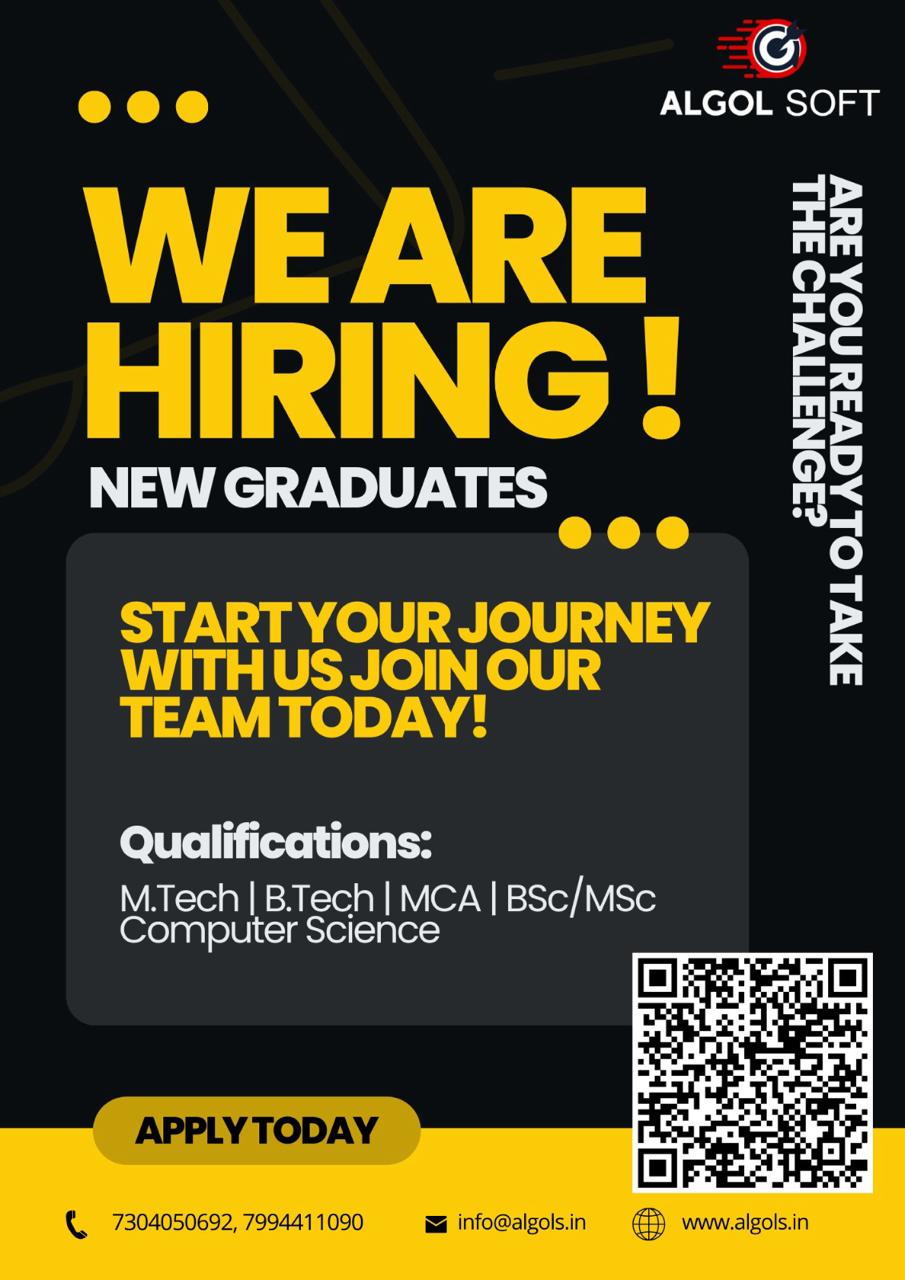 ALGOL SOFT
WE ARE
HIRING !
NEW GRADUATES
ARE YOU READY TO TAKE
THE CHALLENGE?
START YOUR JOURNEY
WITH US JOIN OUR
TEAM TODAY!
Qualifications:
M.Tech | B.Tech | MCA | BSc/MSc
Computer Science
APPLY TODAY
7304050692, 7994411090
info@algols.in
www.algols.in